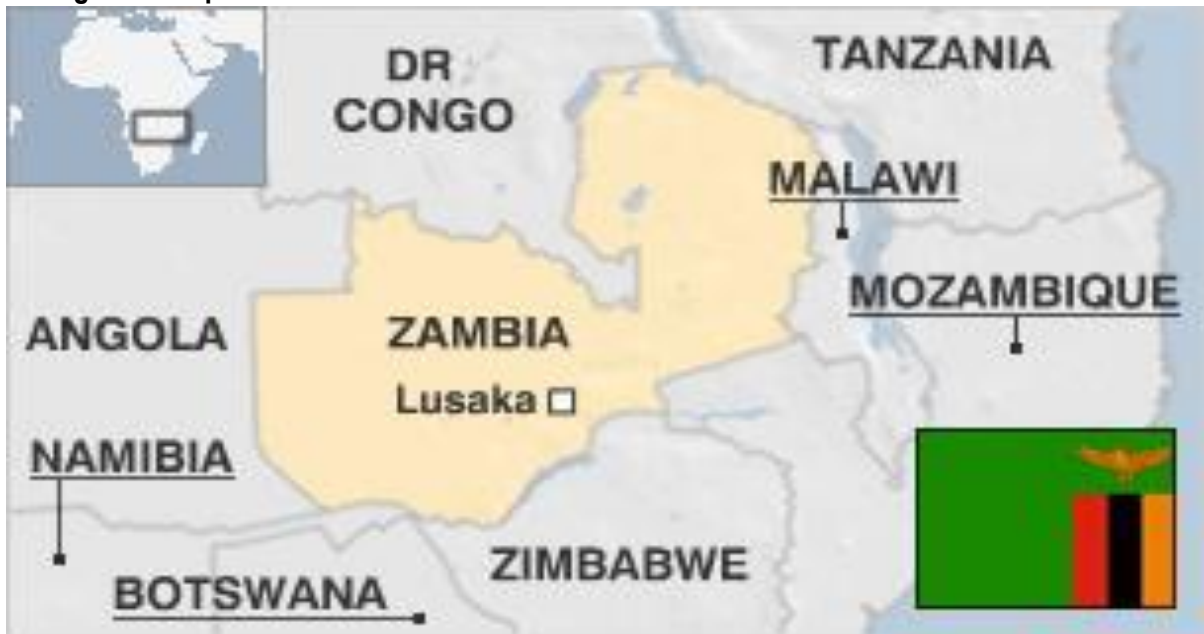 DR
CONGO
TANZANIA
MALAWI
MOZAMBIQUE
ANGOLA
ZAMBIA
Lusaka
NAMIBIA
ZIMBABWE
BOTSWANA